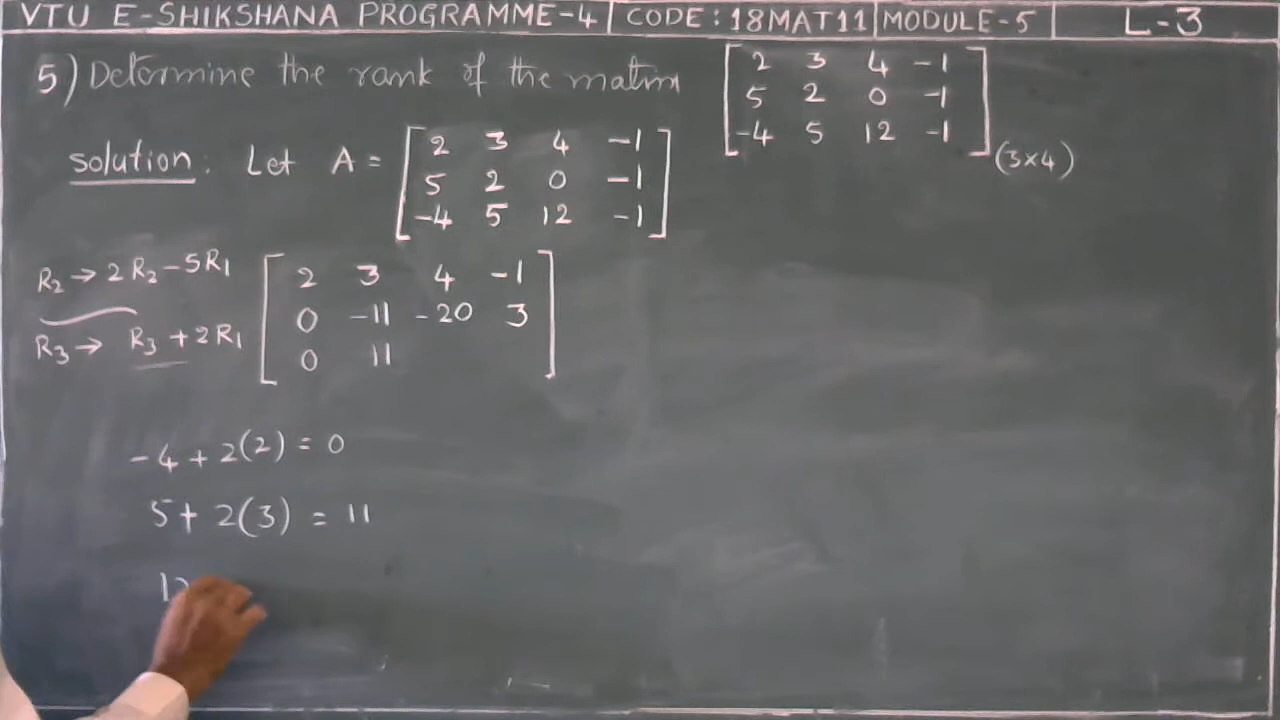 VTU E-SHIKSHANA PROGRAMME-4 CODE: 18MAT11 MODULE-5 L-3
5) Determine the rank of the matrix
2 3 4 -1
5 2 0 -1
-4 5 12 -1
(3×4)
Solution: Let A =
2 3 4 -1
5 2 0 -1
-4 5 12 -1
R₂ → 2R₂-5R₁
R₃ → R₃ + 2R₁
2 3 4 -1
0 -11 -20 3
0 11
-4 + 2(2) = 0
5 + 2(3) = 11
12